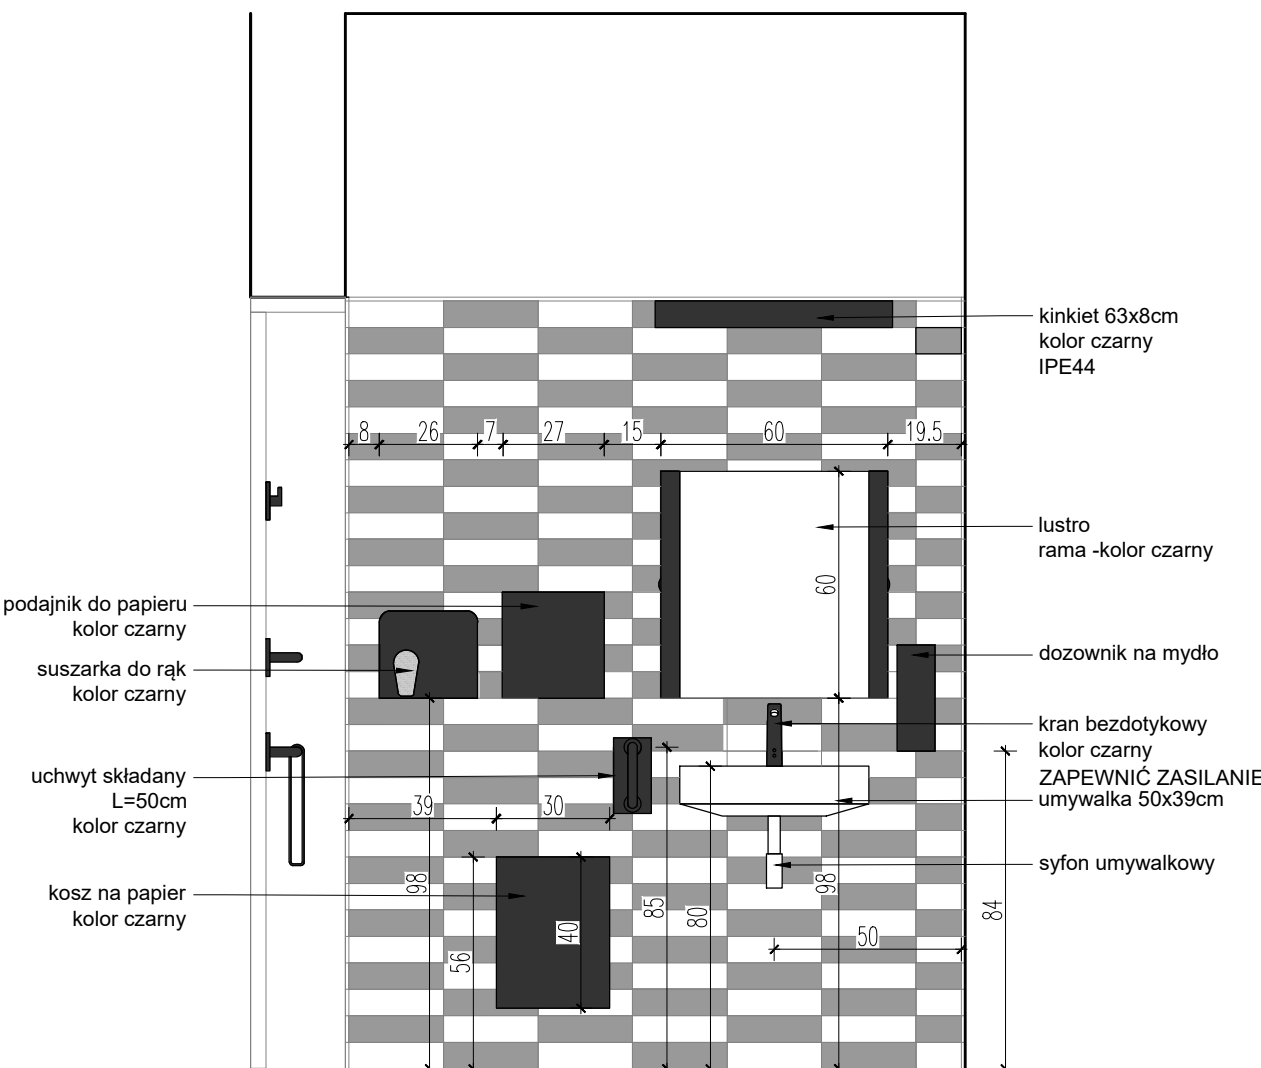 kinkiet 63x8cm
kolor czarny
IPE44
8
26
7
27
15
60
19.5
lustro
rama -kolor czarny
60
podajnik do papieru
kolor czarny
suszarka do rąk
kolor czarny
dozownik na mydło
kran bezdotykowy
kolor czarny
ZAPEWNIĆ ZASILANIE
umywalka 50x39cm
uchwyt składany
L=50cm
kolor czarny
39
30
syfon umywalkowy
kosz na papier
kolor czarny
98
56
40
85
80
98
50
84